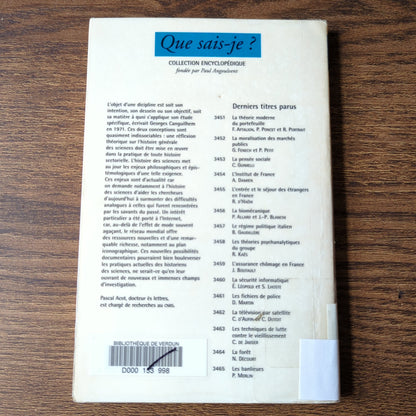 Que sais-je ?
COLLECTION ENCYCLOPÉDIQUE
fondée par Paul Angoulvent
L'objet d'une dicipline est soit son
intention, son dessein ou son objectif, soit
sa matière à quoi s'applique son étude
spécifique, écrivait Georges Canguilhem
en 1971. Ces deux conceptions sont
quasiment indissociables : une réflexion
théorique sur l'histoire générale
des sciences doit être mise en œuvre
dans la pratique de toute histoire
sectorielle. L'histoire des sciences met
au jour les enjeux philosophiques et épis-
témologiques d'une telle exigence.
Ces enjeux sont d'actualité car
on demande notamment à l'histoire
des sciences d'aider les chercheurs
d'aujourd'hui à surmonter des difficultés
analogues à celles qui furent rencontrées
par les savants du passé. Un intérêt
particulier a été porté à l'internet,
car, au-delà de l'effet de mode souvent
agaçant, le réseau mondial offre
des ressources nouvelles et d'une remar-
quable richesse, notamment au plan
iconographique. Ces nouvelles possibilités
documentaires pourraient bien bouleverser
les pratiques actuelles des historiens
des sciences, ne serait-ce qu'en leur
ouvrant de nouveaux et immenses champs
d'investigation.
Pascal Acot, docteur ès lettres,
est chargé de recherches au CNRS.
BIBLIOTHÈQUE DE VERDUN
D000 153 998
Derniers titres parus
3451 La théorie moderne
du portefeuille
F. AFTALION, P. PONCET et R. PORTRAIT
3452 La moralisation des marchés
publics
G. FONOUNI et P. PETIT
3453 La pensée sociale
C. GUIMELLI
3454 L'Institut de France
A. DAMIEN
3455 L'entrée et le séjour des étrangers
en France
R. D'HAËM
3456 La biomécanique
P. ALLARD et J.-P. BLANCHI
3457 Le régime politique italien
B. GAUDILLÈRE
3458 Les théories psychanalytiques
du groupe
R. KAËS
3459 L'assurance chômage en France
J. BOUTAULT
3460 La sécurité informatique
E. LÉOPOLD et S. LHOSTE
3461 Les fichiers de police
D. MARTIN
3462 La télévision par satellite
C. et C. DUTOIT
3463 Les techniques de lutte
contre le vieillissement
C. DE JAEGER
3464 La forêt
N. DÉCOURT
3465 Les banlieues
P. MERLIN